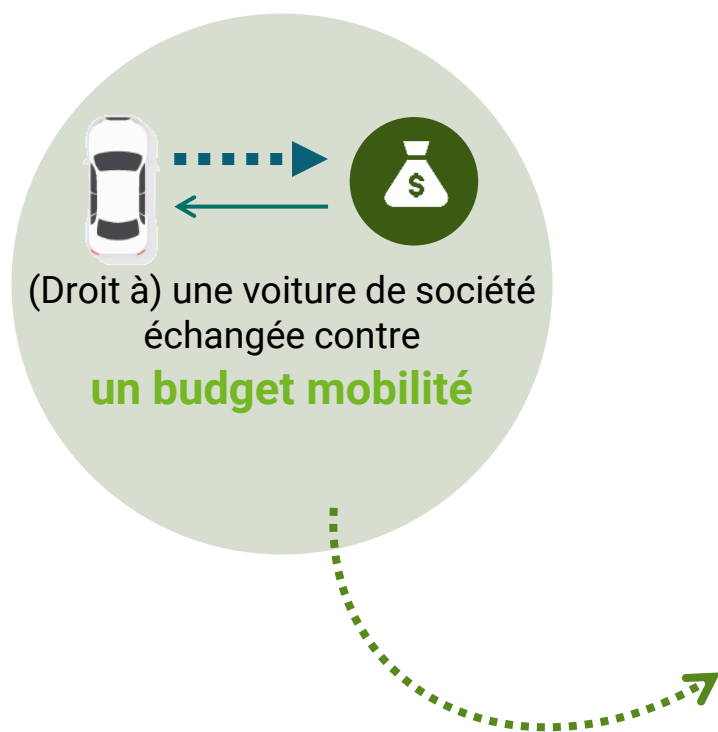 $
(Droit à) une voiture de société
échangée contre
un budget mobilité